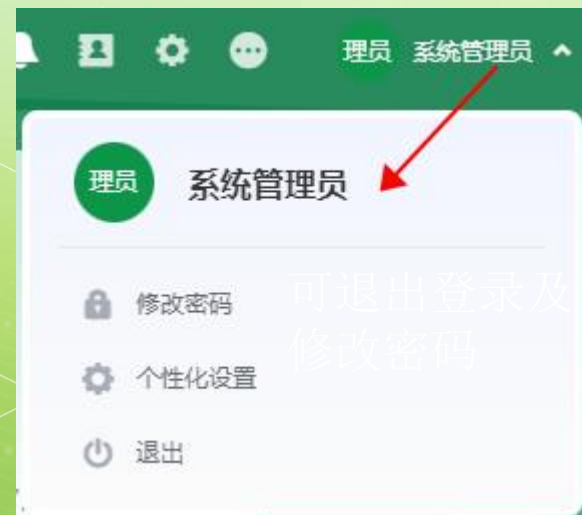 理员 系统管理员
理员 系统管理员
修改密码
可退出登录及
修改密码
个性化设置
退出